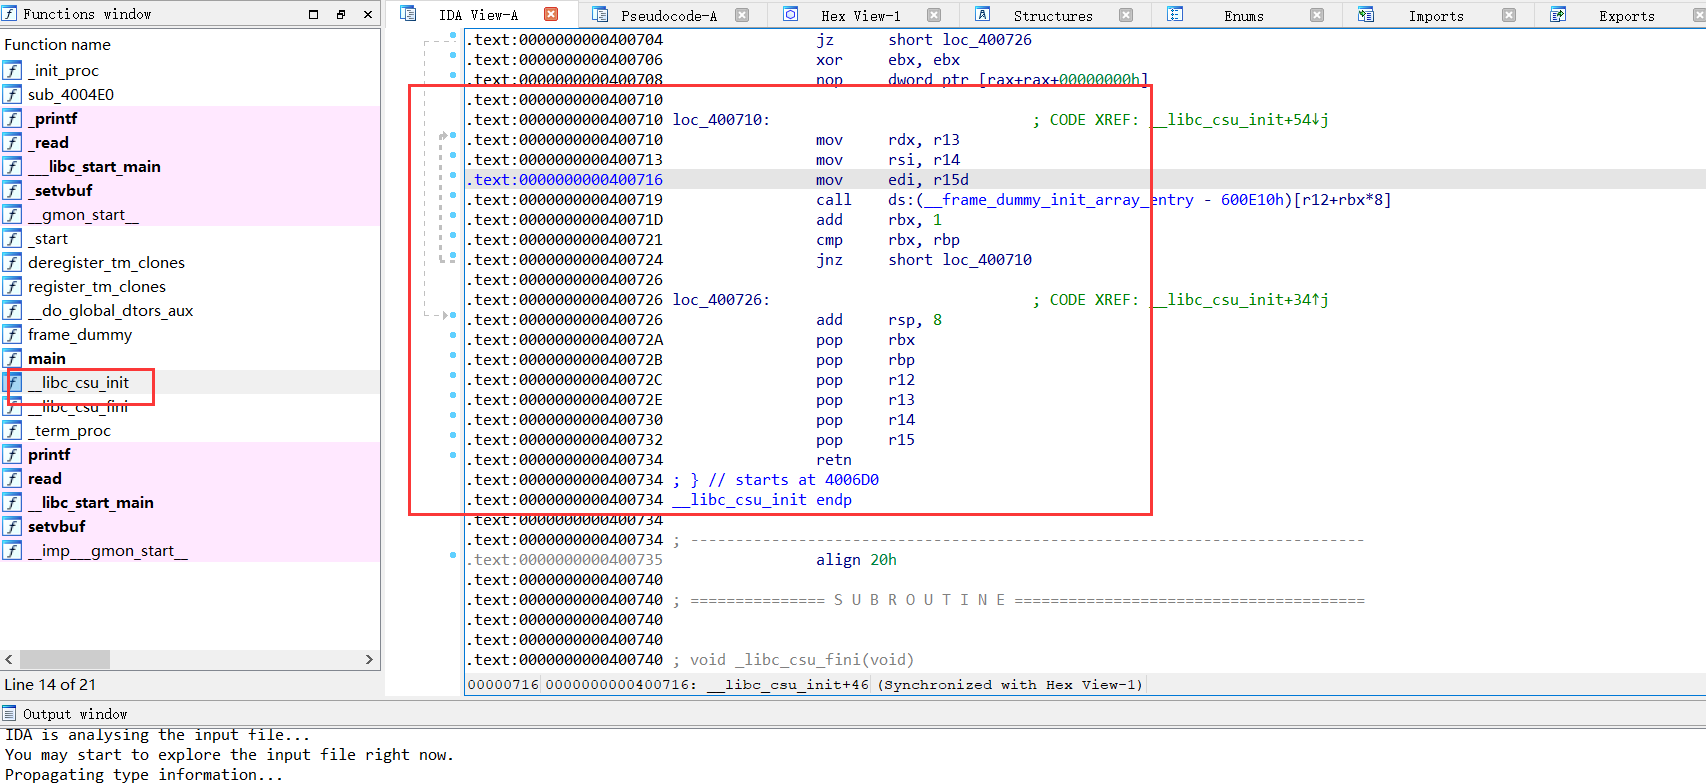 Functions window
Function name
_init_proc
sub_4004E0
_printf
_read
___libc_start_main
_setvbuf
__gmon_start__
_start
deregister_tm_clones
register_tm_clones
__do_global_dtors_aux
frame_dummy
main
__libc_csu_init
__libc_csu_fini
_term_proc
printf
read
__libc_start_main
setvbuf
__imp___gmon_start__
Line 14 of 21
IDA View-A Pseudocode-A Hex View-1 Structures Enums Imports Exports
.text:0000000000400704 jz short loc_400726
.text:0000000000400706 xor ebx, ebx
.text:0000000000400708 nop dword ptr [rax+rax+00000000h]
.text:0000000000400710
.text:0000000000400710 loc_400710: ; CODE XREF: __libc_csu_init+54↓j
.text:0000000000400710 mov rdx, r13
.text:0000000000400713 mov rsi, r14
.text:0000000000400716 mov edi, r15d
.text:0000000000400719 call ds:(__frame_dummy_init_array_entry - 600E10h)[r12+rbx*8]
.text:000000000040071D add rbx, 1
.text:0000000000400721 cmp rbx, rbp
.text:0000000000400724 jnz short loc_400710
.text:0000000000400726
.text:0000000000400726 loc_400726: ; CODE XREF: __libc_csu_init+34↑j
.text:0000000000400726 add rsp, 8
.text:000000000040072A pop rbx
.text:000000000040072B pop rbp
.text:000000000040072C pop r12
.text:000000000040072E pop r13
.text:0000000000400730 pop r14
.text:0000000000400732 pop r15
.text:0000000000400734 retn
.text:0000000000400734 ; } // starts at 4006D0
.text:0000000000400734 __libc_csu_init endp
.text:0000000000400734
.text:0000000000400734 ; ---------------------------------------------------------------------------
.text:0000000000400735 align 20h
.text:0000000000400740
.text:0000000000400740 ; =============== S U B R O U T I N E =======================================
.text:0000000000400740
.text:0000000000400740
.text:0000000000400740 ; void _libc_csu_fini(void)
00000716 0000000000400716: __libc_csu_init+46 (Synchronized with Hex View-1)
Output window
IDA is analysing the input file...
You may start to explore the input file right now.
Propagating type information...